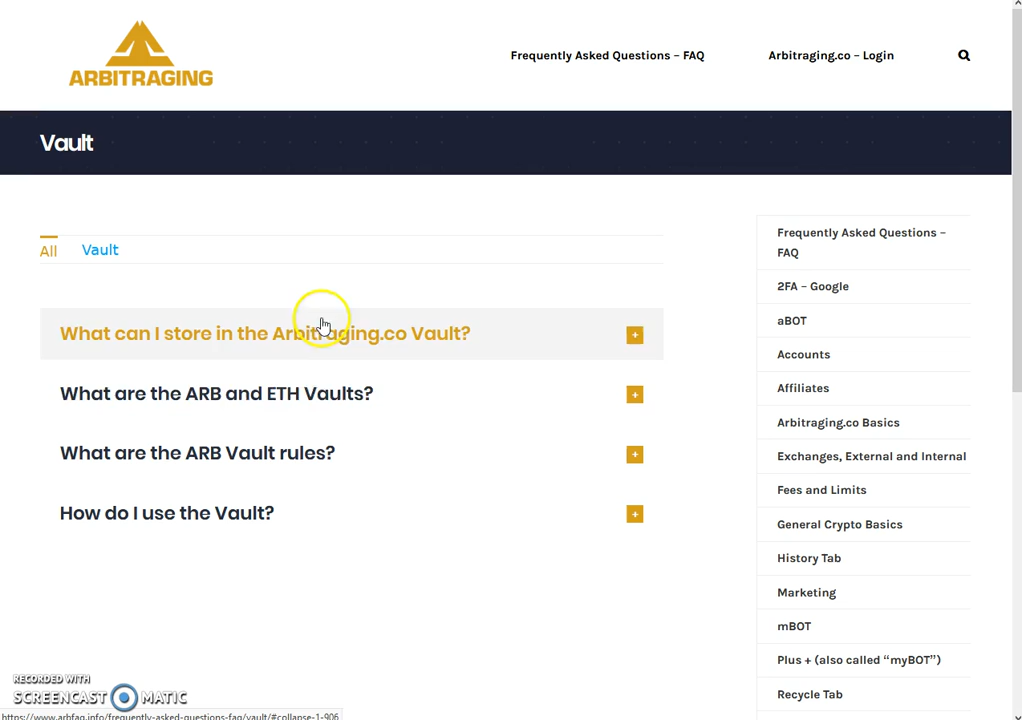 ARBITRAGING
Frequently Asked Questions – FAQ
Arbitraging.co – Login
Vault
All
Vault
What can I store in the Arbitraging.co Vault?
+
What are the ARB and ETH Vaults?
+
What are the ARB Vault rules?
+
How do I use the Vault?
+
Frequently Asked Questions –
FAQ
2FA – Google
aBOT
Accounts
Affiliates
Arbitraging.co Basics
Exchanges, External and Internal
Fees and Limits
General Crypto Basics
History Tab
Marketing
mBOT
Plus + (also called “myBOT”)
Recycle Tab
RECORDED WITH
SCREENCAST MATIC
https://www.arbfaq.info/frequently-asked-questions-faq/vault/#collapse-1-906